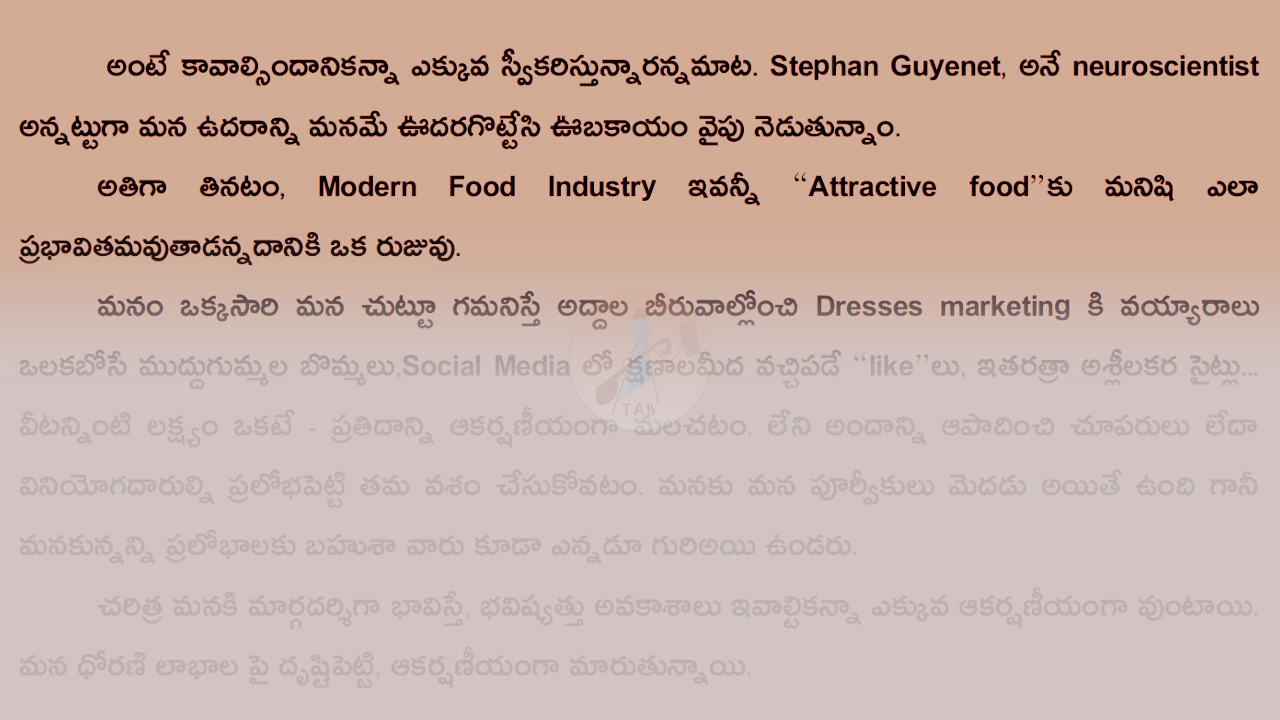 అంటే కావాల్సిందానికన్నా ఎక్కువ స్వీకరిస్తున్నారన్నమాట. Stephan Guyenet, అనే neuroscientist
అన్నట్టుగా మన ఉదరాన్ని మనమే ఊదరగొట్టేసి ఊబకాయం వైపు నెడుతున్నాం.
అతిగా తినటం, Modern Food Industry ఇవన్నీ “Attractive food”కు మనిషి ఎలా
ప్రభావితమవుతాడన్నదానికి ఒక రుజువు.
మనం ఒక్కసారి మన చుట్టూ గమనిస్తే అద్దాల బీరువాల్లోంచి Dresses marketing కి వయ్యారాలు
ఒలకబోసే ముద్దుగుమ్మల బొమ్మలు,Social Media లో క్షణాలమీద వచ్చిపడే “like”లు, ఇతరత్రా అశ్లీలకర సైట్లు...
వీటన్నింటి లక్ష్యం ఒకటే - ప్రతిదాన్ని ఆకర్షణీయంగా మలచటం. లేని అందాన్ని ఆపాదించి చూపరులు లేదా
వినియోగదారుల్ని ప్రలోభపెట్టి తమ వశం చేసుకోవటం. మనకు మన పూర్వీకులు మెదడు అయితే ఉంది గానీ
మనకున్నన్ని ప్రలోభాలకు బహుశా వారు కూడా ఎన్నడూ గురిఅయి ఉండరు.
చరిత్ర మనకి మార్గదర్శిగా భావిస్తే, భవిష్యత్తు అవకాశాలు ఇవాల్టికన్నా ఎక్కువ ఆకర్షణీయంగా వుంటాయి.
మన ధోరణి లాభాల పై దృష్టిపెట్టి, ఆకర్షణీయంగా మారుతున్నాయి.
TAB